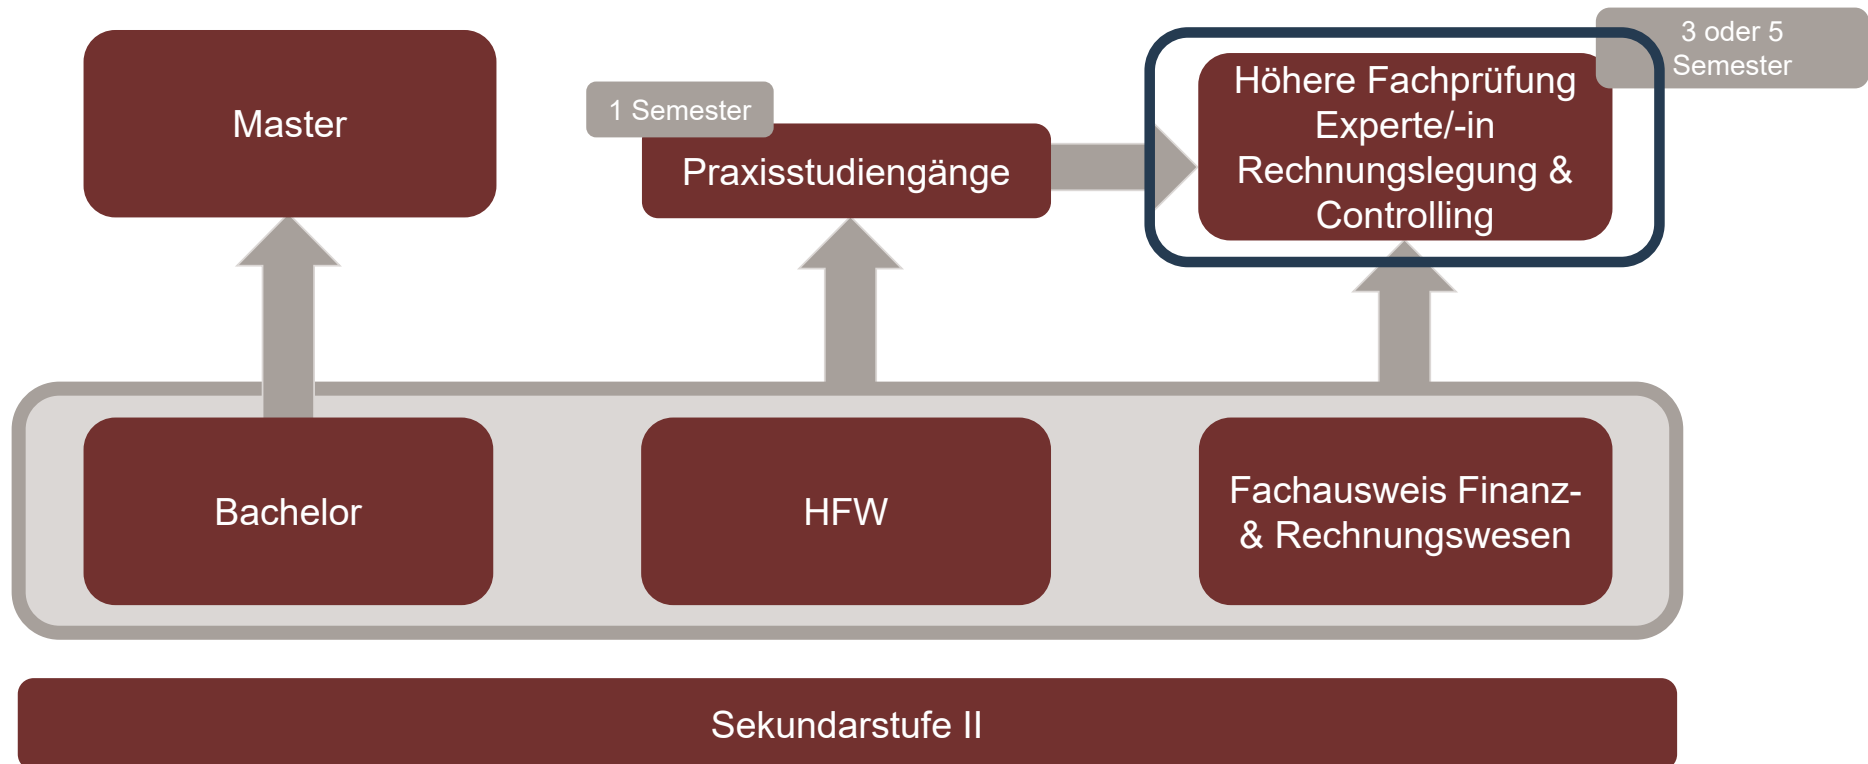 Master
1 Semester
Praxisstudiengänge
3 oder 5
Semester
Höhere Fachprüfung
Experte/-in
Rechnungslegung &
Controlling
Bachelor
HFW
Fachausweis Finanz-
& Rechnungswesen
Sekundarstufe II